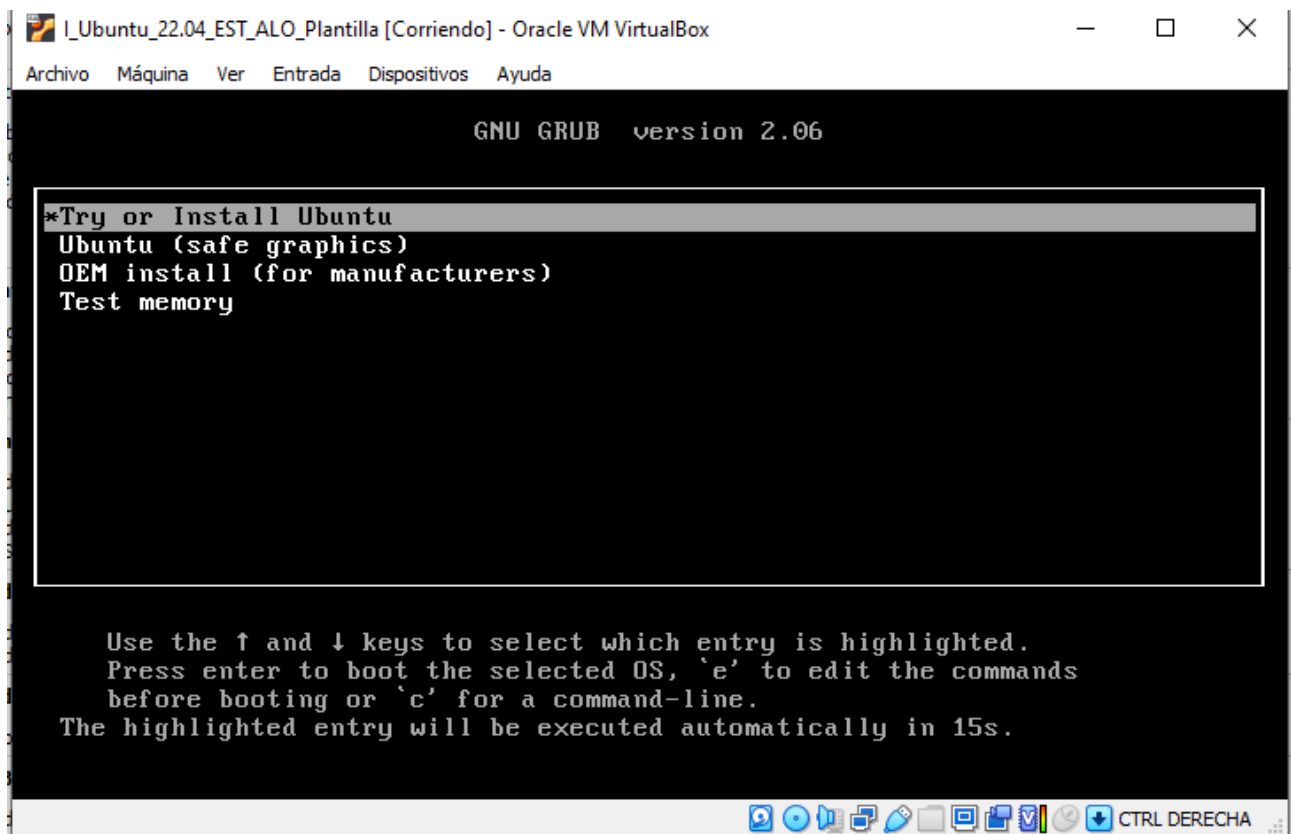 I_Ubuntu_22.04_EST_ALO_Plantilla [Corriendo] - Oracle VM VirtualBox
Archivo Máquina Ver Entrada Dispositivos Ayuda
GNU GRUB version 2.06
*Try or Install Ubuntu
Ubuntu (safe graphics)
OEM install (for manufacturers)
Test memory
Use the ↑ and ↓ keys to select which entry is highlighted.
Press enter to boot the selected OS, `e' to edit the commands
before booting or `c' for a command-line.
The highlighted entry will be executed automatically in 15s.
CTRL DERECHA